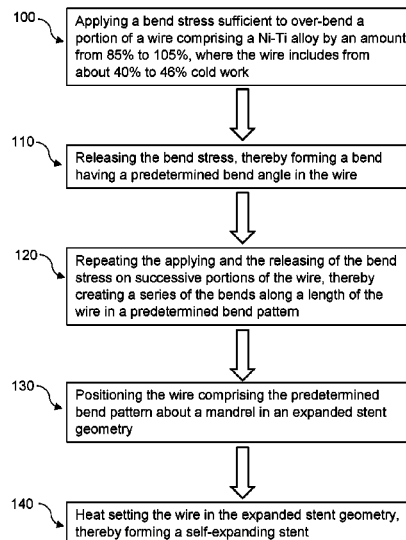 100
Applying a bend stress sufficient to over-bend a
portion of a wire comprising a Ni-Ti alloy by an amount
from 85% to 105%, where the wire includes from
about 40% to 46% cold work
110
Releasing the bend stress, thereby forming a bend
having a predetermined bend angle in the wire
120
Repeating the applying and the releasing of the bend
stress on successive portions of the wire, thereby
creating a series of the bends along a length of the
wire in a predetermined bend pattern
130
Positioning the wire comprising the predetermined
bend pattern about a mandrel in an expanded stent
geometry
140
Heat setting the wire in the expanded stent geometry,
thereby forming a self-expanding stent